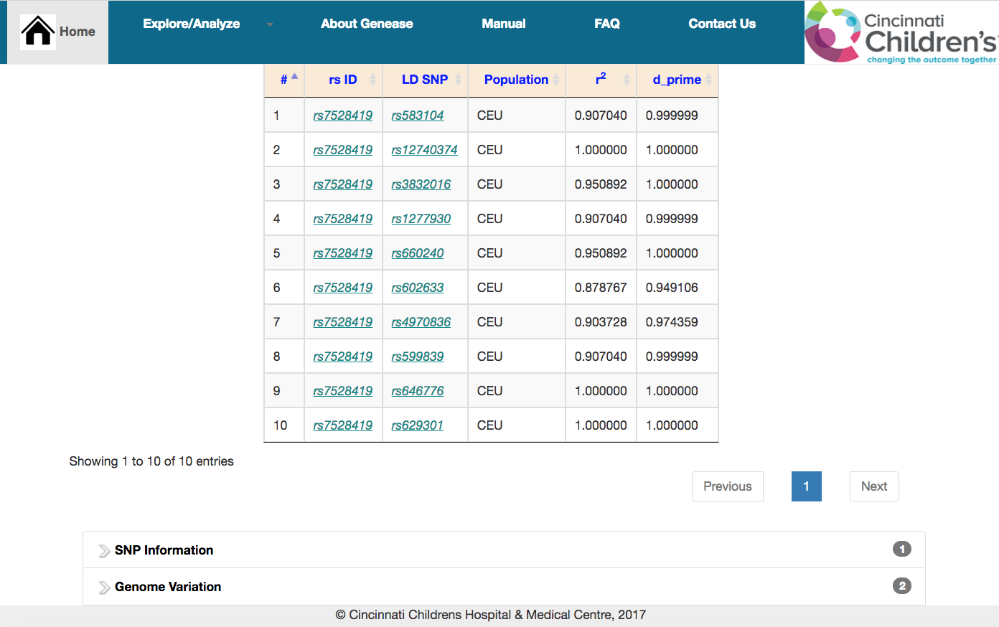 Home Explore/Analyze About Genease Manual FAQ Contact Us
Cincinnati
Children's
changing the outcome together
# rs ID LD SNP Population r² d_prime
1 rs7528419 rs583104 CEU 0.907040 0.999999
2 rs7528419 rs12740374 CEU 1.000000 1.000000
3 rs7528419 rs3832016 CEU 0.950892 1.000000
4 rs7528419 rs1277930 CEU 0.907040 0.999999
5 rs7528419 rs660240 CEU 0.950892 1.000000
6 rs7528419 rs602633 CEU 0.878767 0.949106
7 rs7528419 rs4970836 CEU 0.903728 0.974359
8 rs7528419 rs599839 CEU 0.907040 0.999999
9 rs7528419 rs646776 CEU 1.000000 1.000000
10 rs7528419 rs629301 CEU 1.000000 1.000000
Showing 1 to 10 of 10 entries
Previous 1 Next
SNP Information 1
Genome Variation 2
© Cincinnati Childrens Hospital & Medical Centre, 2017